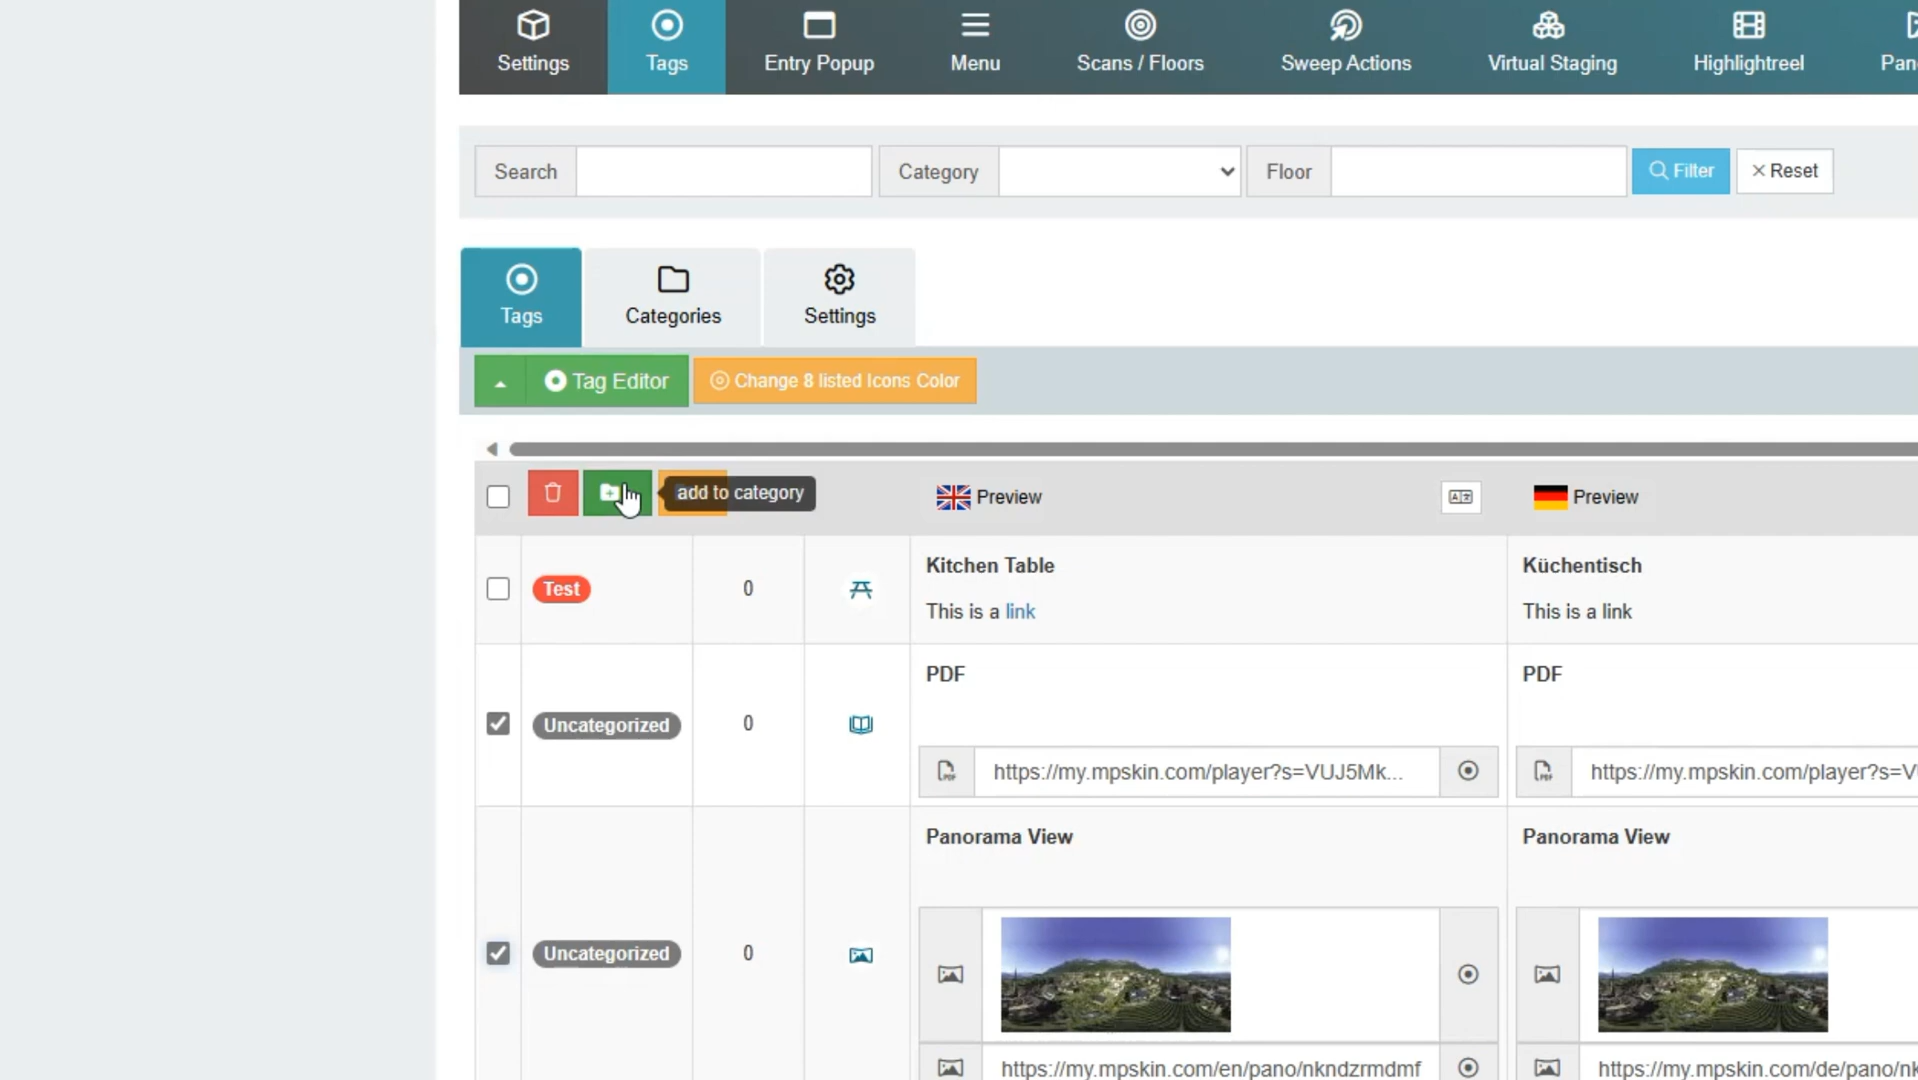 Settings
Tags
Entry Popup
Menu
Scans / Floors
Sweep Actions
Virtual Staging
Highlightreel
Pan
Search
Category
Floor
Filter
× Reset
Tags
Categories
Settings
Tag Editor
Change 8 listed Icons Color
add to category
Preview
Preview
Test
0
Kitchen Table
This is a link
Küchentisch
This is a link
Uncategorized
0
PDF
https://my.mpskin.com/player?s=VUJ5Mk...
PDF
https://my.mpskin.com/player?s=V
Uncategorized
0
Panorama View
Panorama View
https://my.mpskin.com/en/pano/nkndzrmdmf
https://my.mpskin.com/de/pano/nk